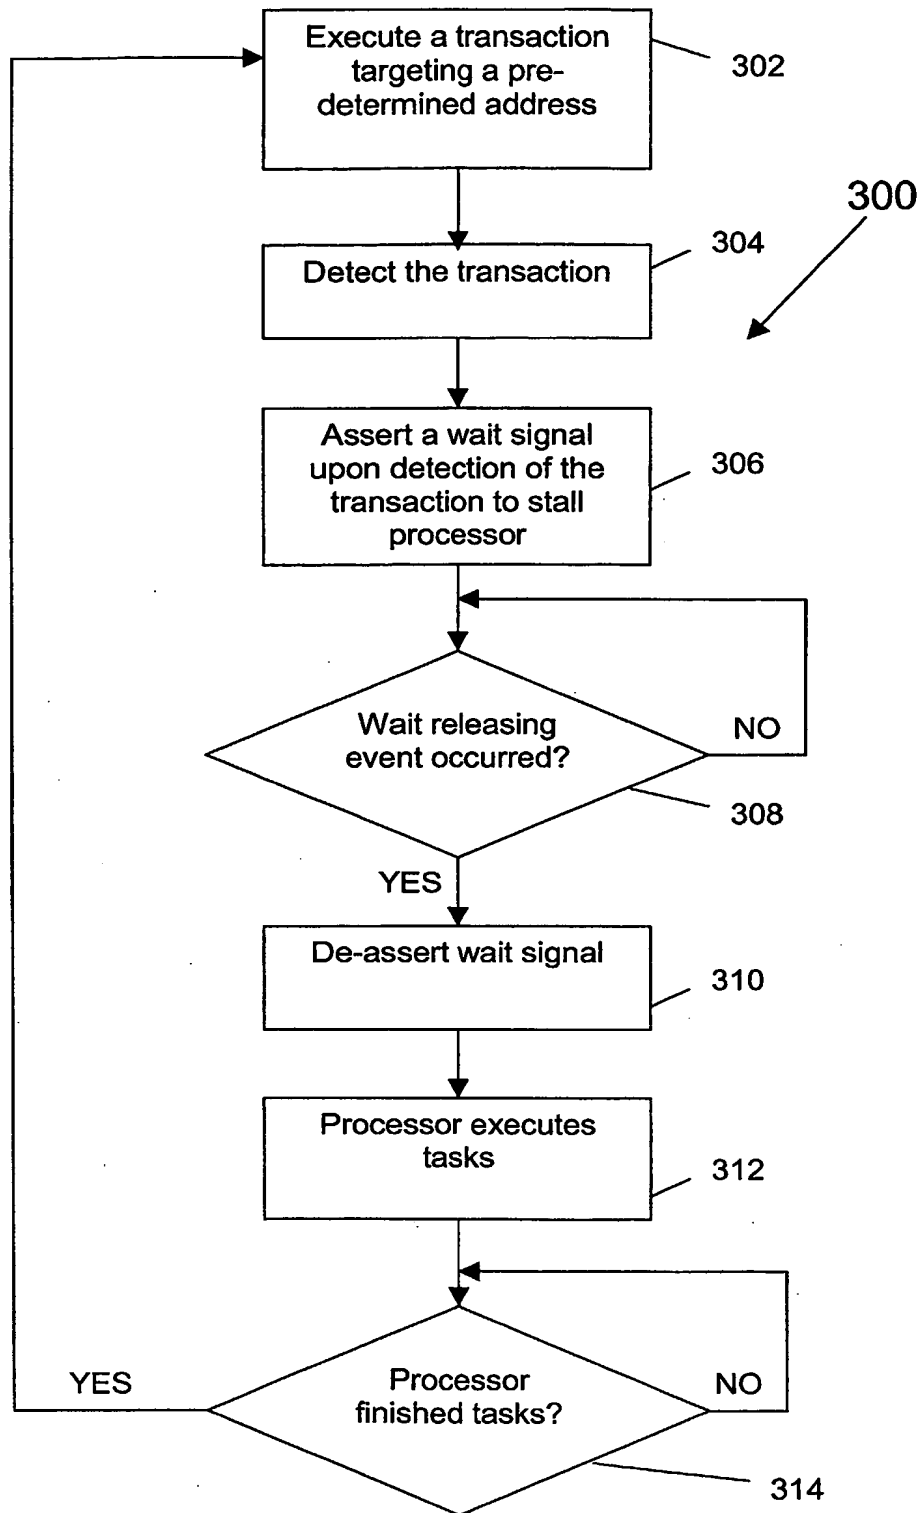 Execute a transaction
targeting a pre-
determined address
302
300
304
Detect the transaction
Assert a wait signal
upon detection of the
transaction to stall
processor
306
Wait releasing
event occurred?
NO
308
YES
De-assert wait signal
310
Processor executes
tasks
312
YES
Processor
finished tasks?
NO
314